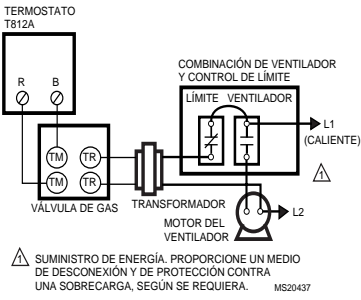 TERMOSTATO
T812A
COMBINACIÓN DE VENTILADOR
Y CONTROL DE LÍMITE
R B
LÍMITE VENTILADOR
L1
(CALIENTE)
1
TM TR
TM TR
VÁLVULA DE GAS
TRANSFORMADOR
MOTOR DEL
VENTILADOR
L2
1 SUMINISTRO DE ENERGÍA. PROPORCIONE UN MEDIO
DE DESCONEXIÓN Y DE PROTECCIÓN CONTRA
UNA SOBRECARGA, SEGÚN SE REQUIERA. MS20437